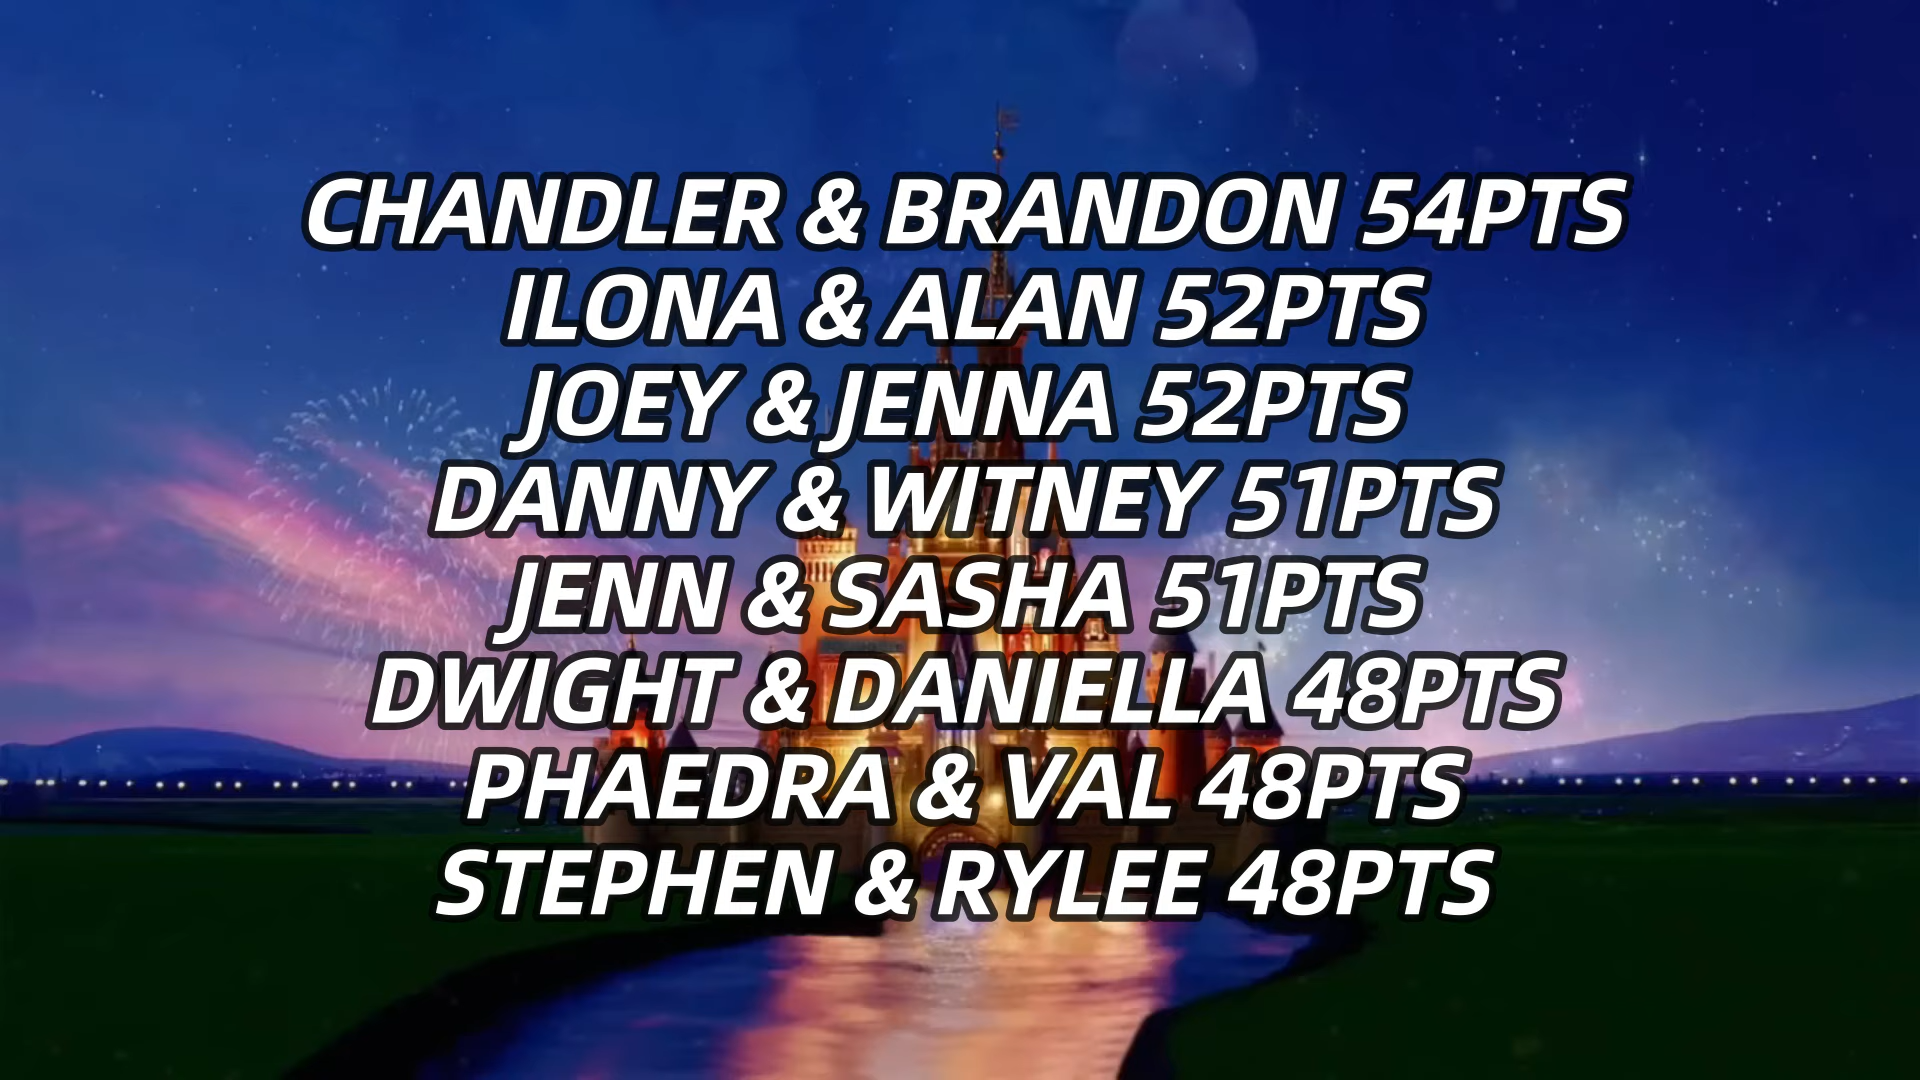 CHANDLER & BRANDON 54PTS
ILONA & ALAN 52PTS
JOEY & JENNA 52PTS
DANNY & WITNEY 51PTS
JENN & SASHA 51PTS
DWIGHT & DANIELLA 48PTS
PHAEDRA & VAL 48PTS
STEPHEN & RYLEE 48PTS